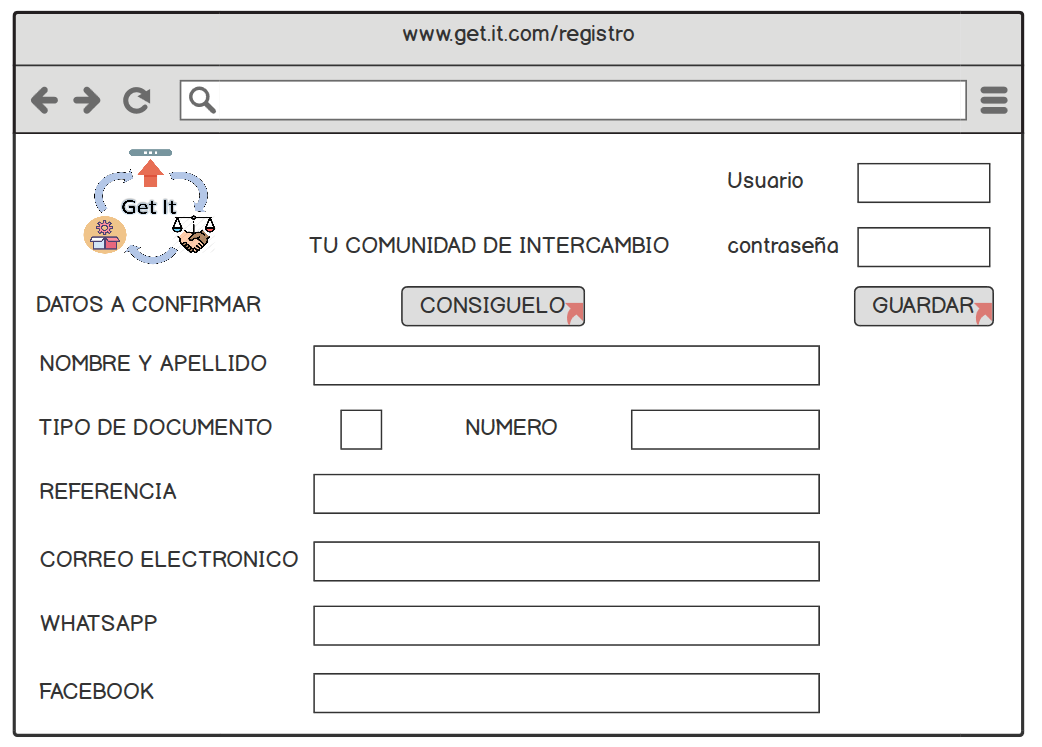 www.get.it.com/registro
Get It
Usuario
TU COMUNIDAD DE INTERCAMBIO
contraseña
DATOS A CONFIRMAR
CONSIGUELO
GUARDAR
NOMBRE Y APELLIDO
TIPO DE DOCUMENTO
NUMERO
REFERENCIA
CORREO ELECTRONICO
WHATSAPP
FACEBOOK